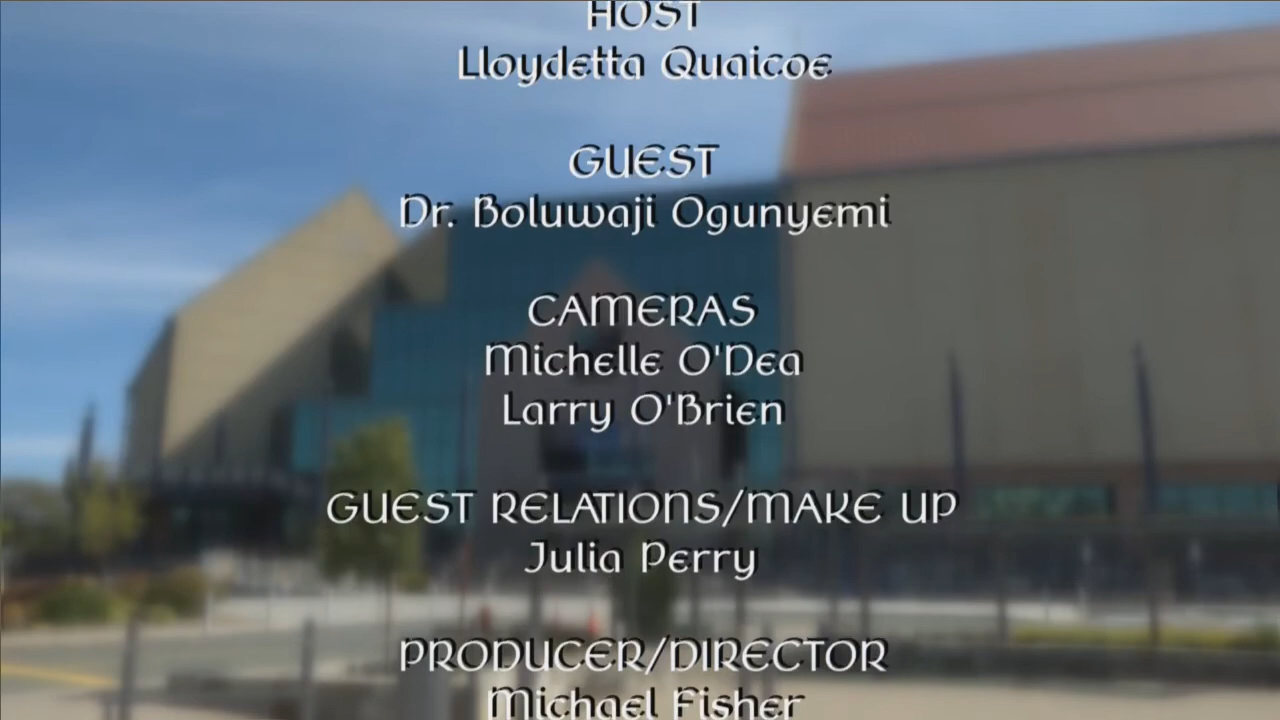 HOST
Lloydetta Quaicoe
GUEST
Dr. Boluwaji Ogunyemi
CAMERAS
Michelle O'Dea
Larry O'Brien
GUEST RELATIONS/MAKE UP
Julia Perry
PRODUCER/DIRECTOR
Michael Fisher